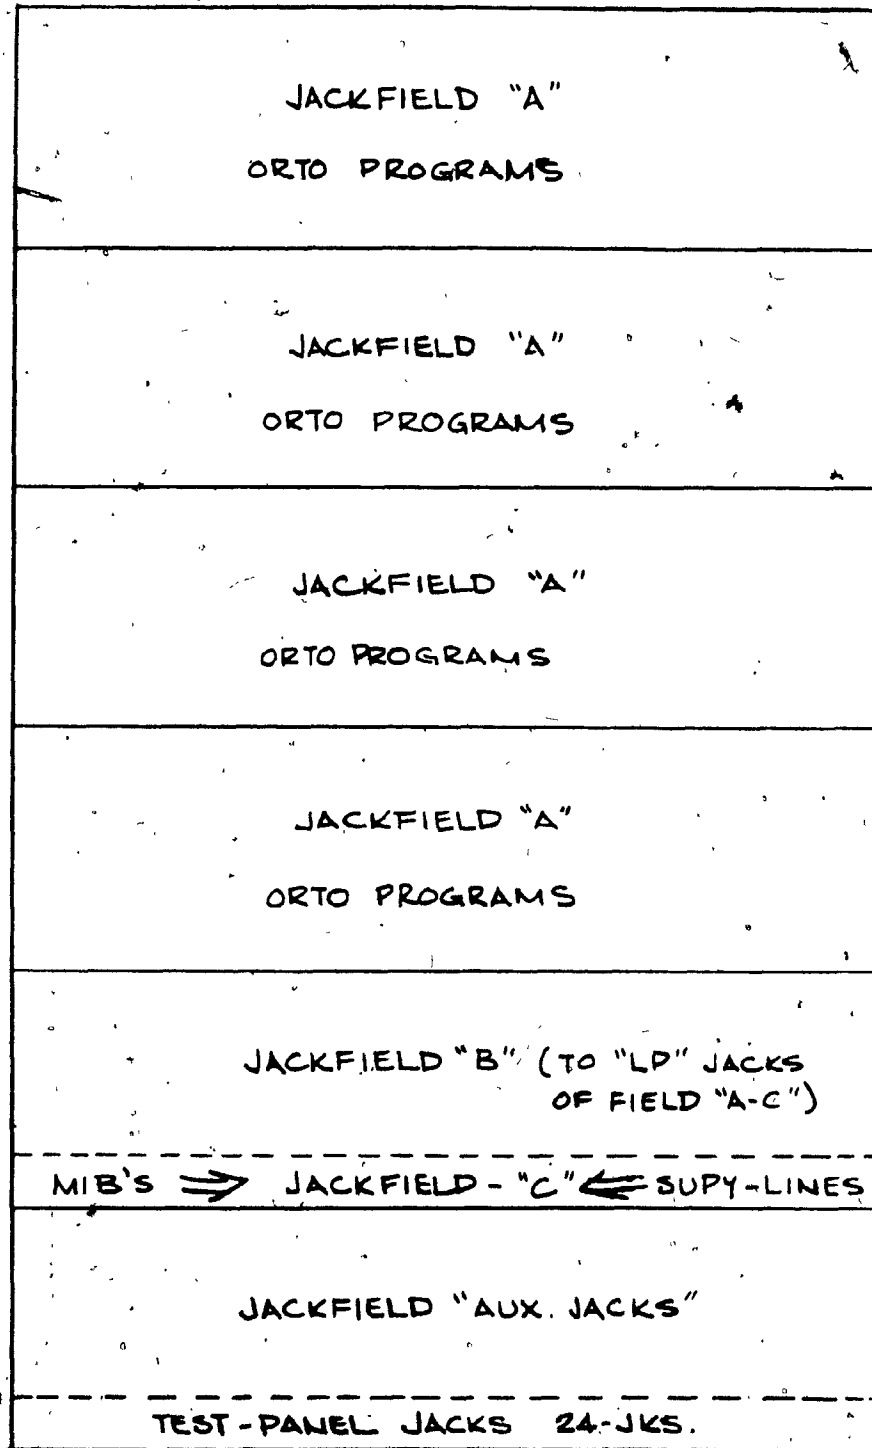 JACKFIELD "A"
ORTO PROGRAMS
JACKFIELD "A"
ORTO PROGRAMS
JACKFIELD "A"
ORTO PROGRAMS
JACKFIELD "A"
ORTO PROGRAMS
JACKFIELD "B" (TO "LP" JACKS
OF FIELD "A-C")
MIB'S ⇒ JACKFIELD - "C" ⇐ SUPY-LINES
JACKFIELD "AUX. JACKS"
TEST-PANEL JACKS 24-JKS.